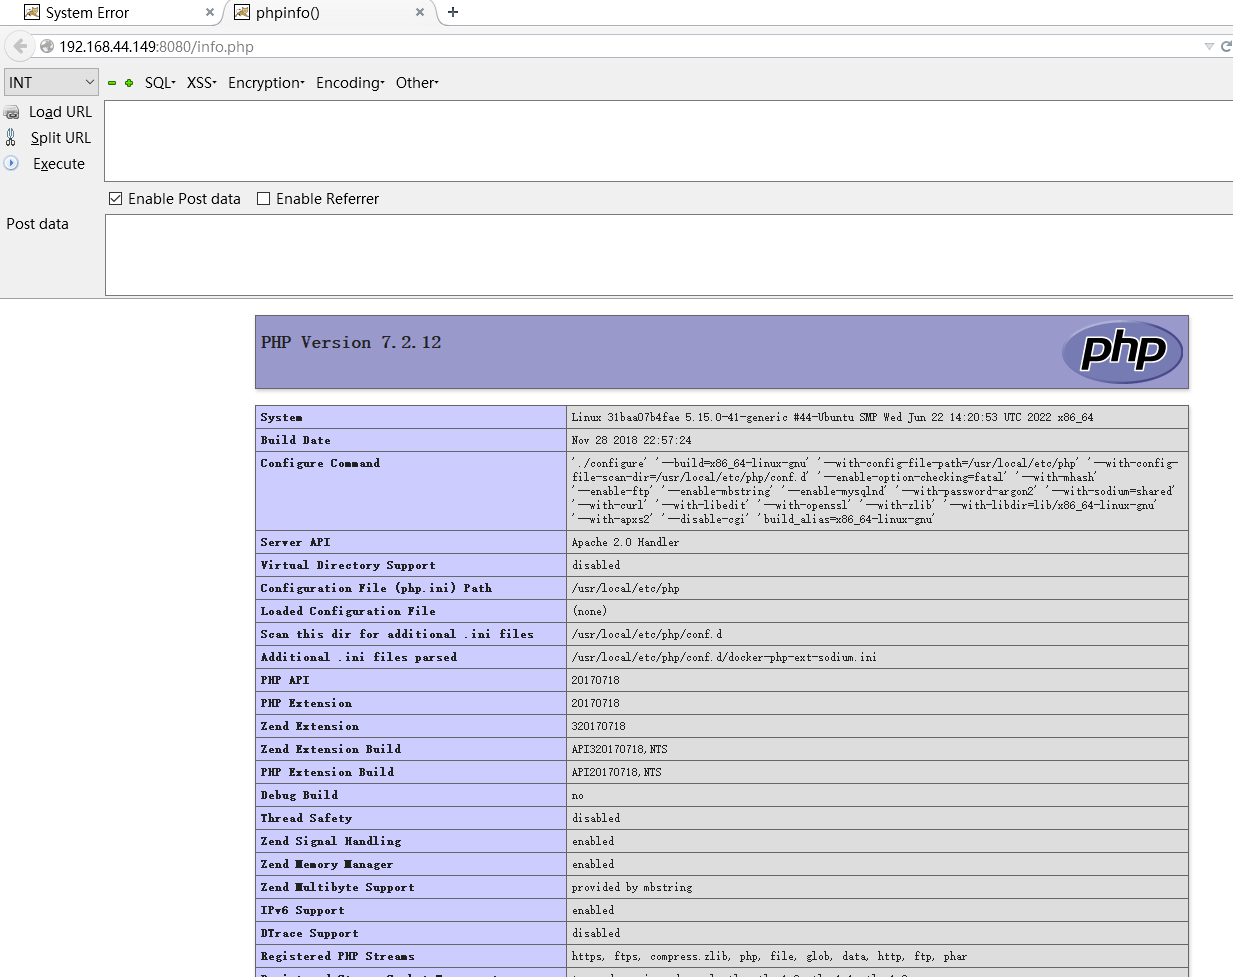 System Error
phpinfo()
192.168.44.149:8080/info.php
INT
SQL
XSS
Encryption
Encoding
Other
Load URL
Split URL
Execute
Enable Post data
Enable Referrer
Post data
PHP Version 7.2.12
php
System
Linux 31baa07b4fae 5.15.0-41-generic #44-Ubuntu SMP Wed Jun 22 14:20:53 UTC 2022 x86_64
Build Date
Nov 28 2018 22:57:24
Configure Command
'./configure' '--build=x86_64-linux-gnu' '--with-config-file-path=/usr/local/etc/php' '--with-config-
file-scan-dir=/usr/local/etc/php/conf.d' '--enable-option-checking=fatal' '--with-mhash'
'--enable-ftp' '--enable-mbstring' '--enable-mysqlnd' '--with-password-argon2' '--with-sodium=shared'
'--with-curl' '--with-libedit' '--with-openssl' '--with-zlib' '--with-libdir=lib/x86_64-linux-gnu'
'--with-apxs2' '--disable-cgi' 'build_alias=x86_64-linux-gnu'
Server API
Apache 2.0 Handler
Virtual Directory Support
disabled
Configuration File (php.ini) Path
/usr/local/etc/php
Loaded Configuration File
(none)
Scan this dir for additional .ini files
/usr/local/etc/php/conf.d
Additional .ini files parsed
/usr/local/etc/php/conf.d/docker-php-ext-sodium.ini
PHP API
20170718
PHP Extension
20170718
Zend Extension
320170718
Zend Extension Build
API320170718,NTS
PHP Extension Build
API20170718,NTS
Debug Build
no
Thread Safety
disabled
Zend Signal Handling
enabled
Zend Memory Manager
enabled
Zend Multibyte Support
provided by mbstring
IPv6 Support
enabled
DTrace Support
disabled
Registered PHP Streams
https, ftps, compress.zlib, php, file, glob, data, http, ftp, phar